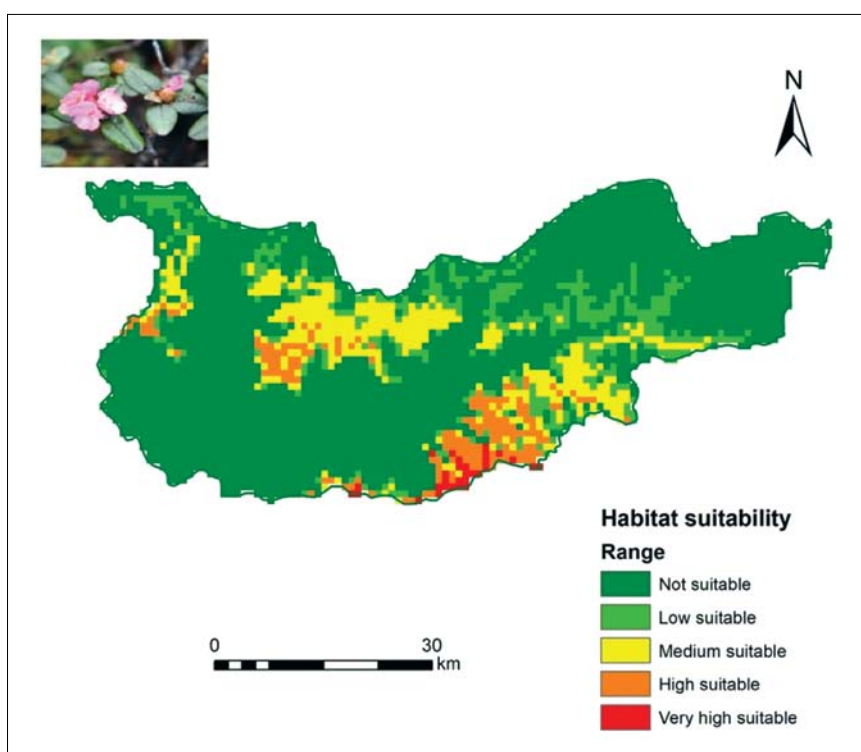 N
Habitat suitability
Range
Not suitable
Low suitable
Medium suitable
High suitable
Very high suitable
0 30
km